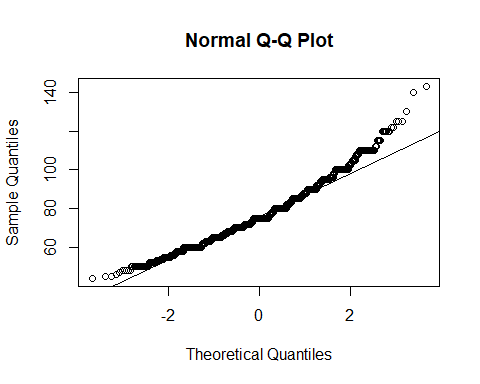 Normal Q-Q Plot
Sample Quantiles
140
100
80
60
-2 0 2
Theoretical Quantiles